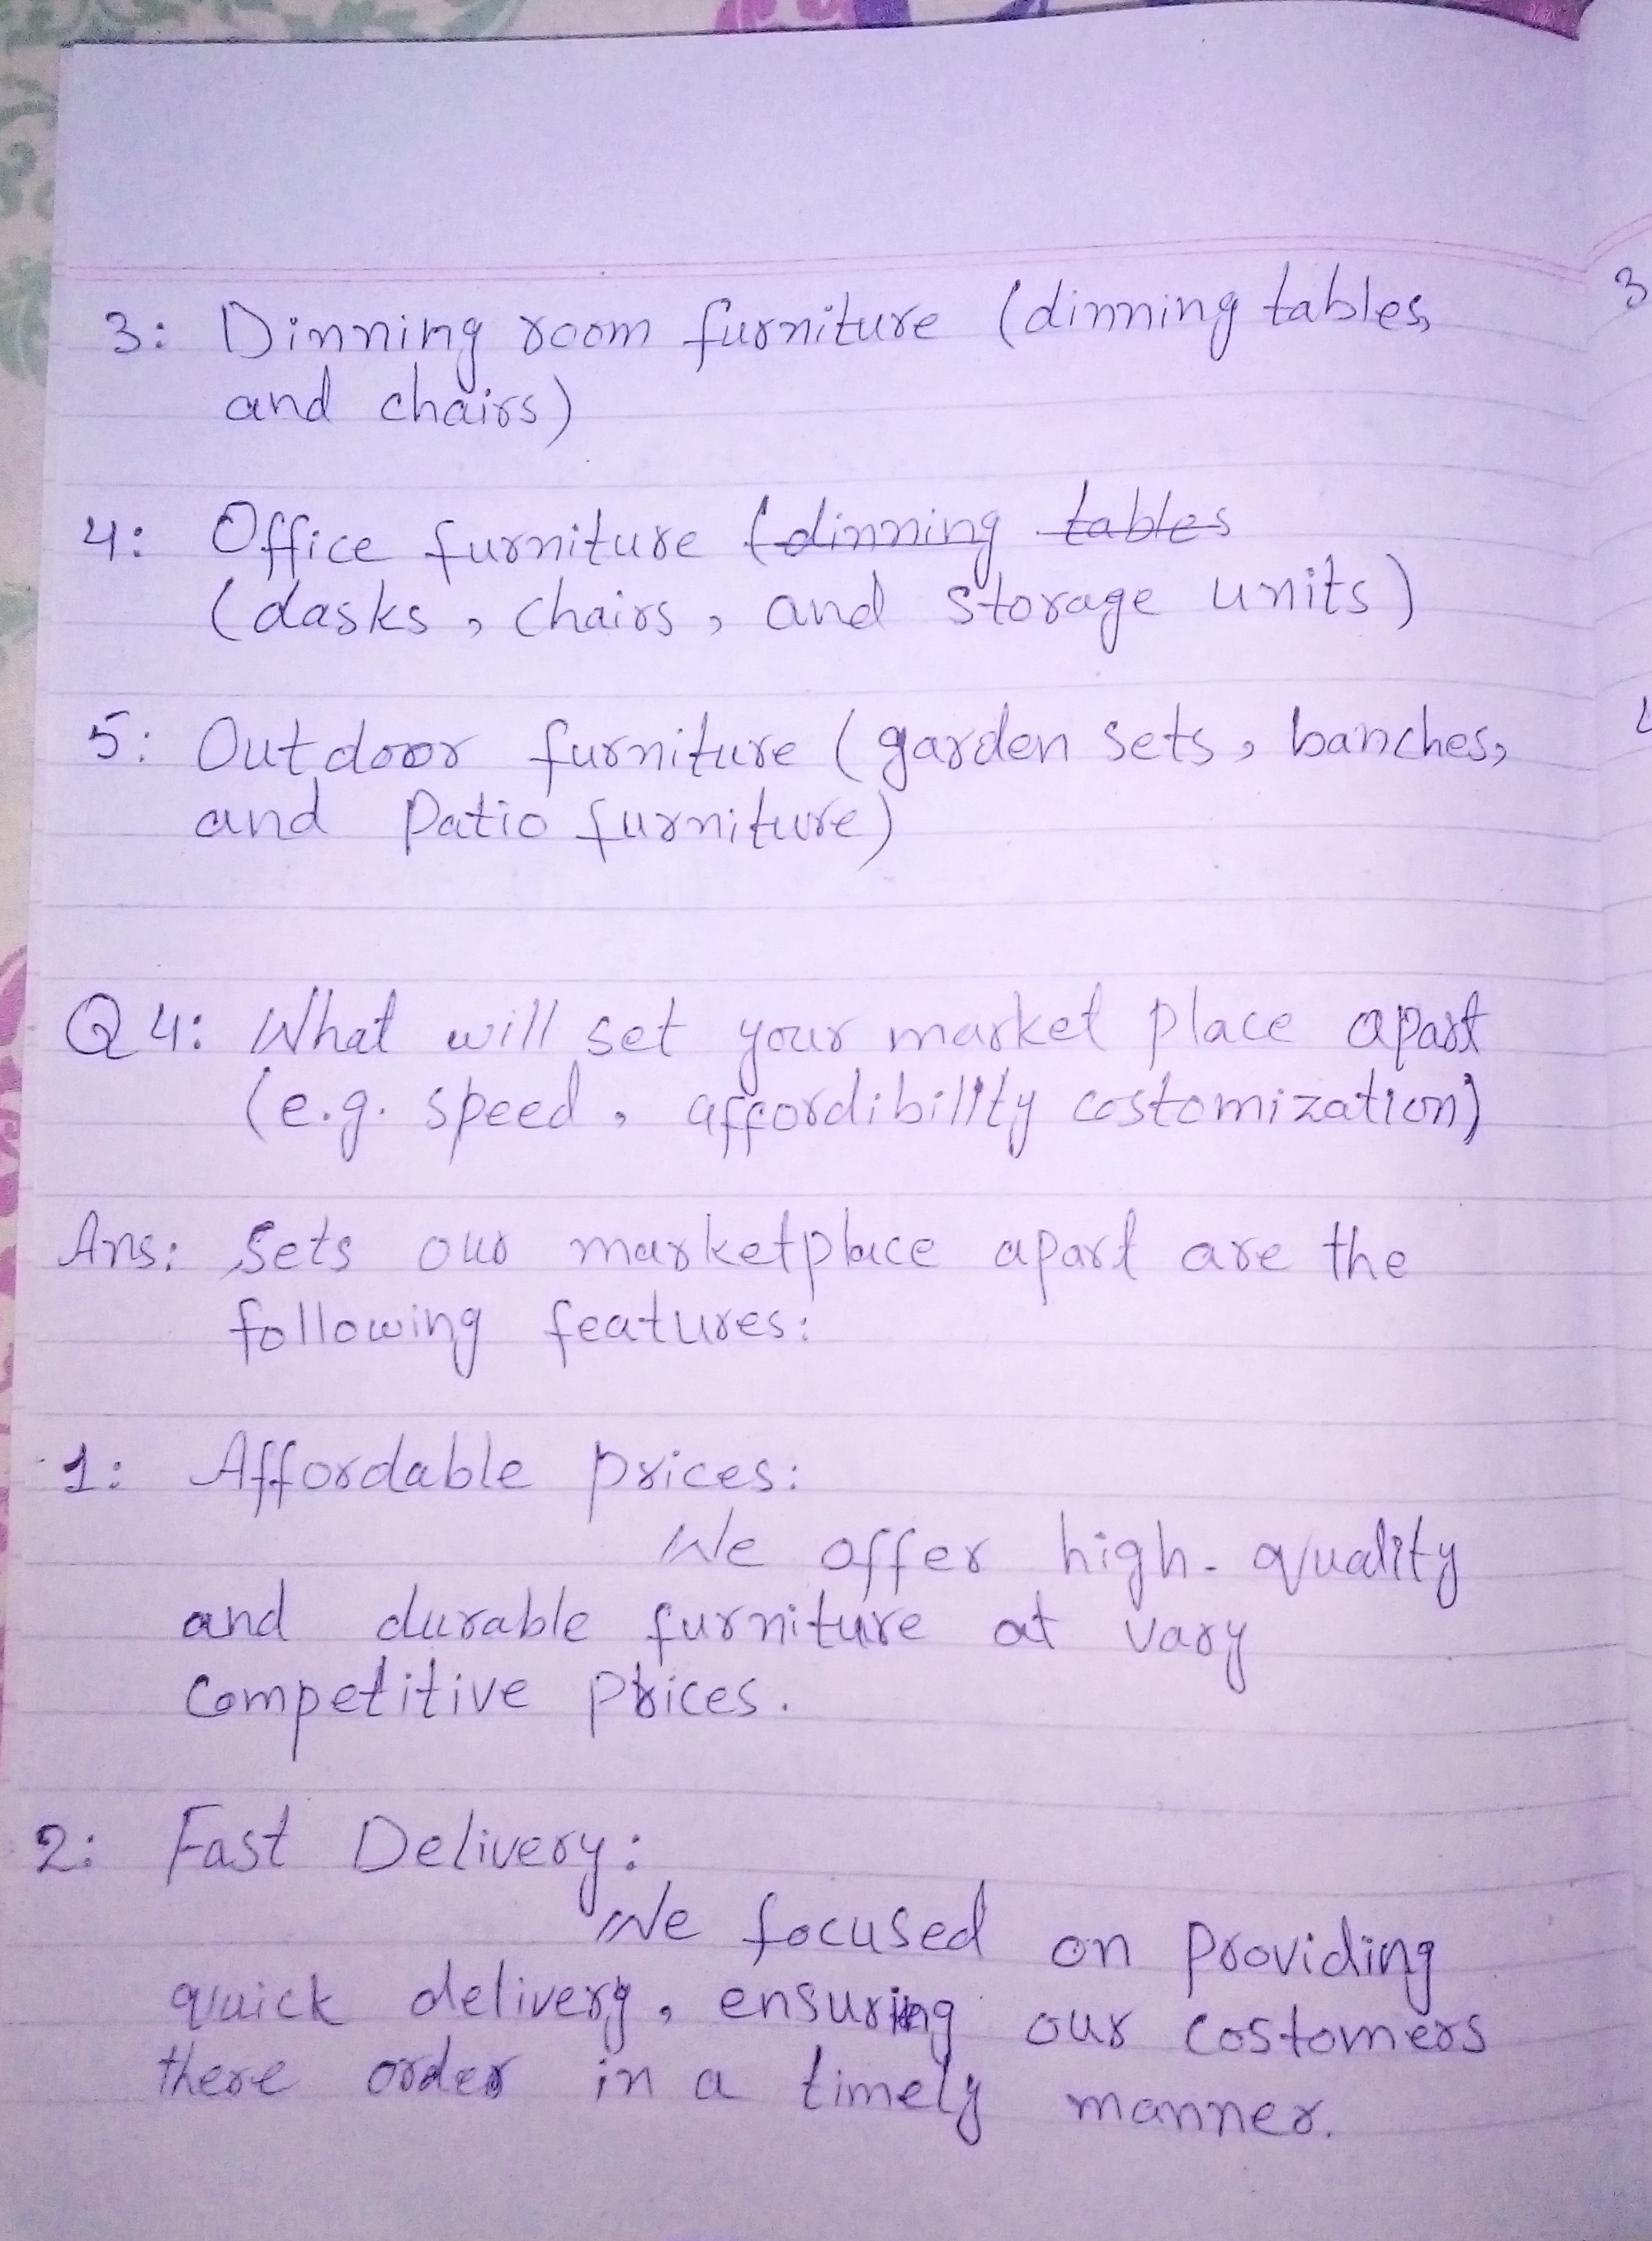 3: Dinning room furniture (dinning tables,
and chairs)
4: Office furniture (dinning tables
(dasks, chairs, and storage units)
5: Outdoor furniture (garden sets, banches,
and Patio furniture)
Q4: What will set your market place apart
(e.g. speed, affordibility costomization)
Ans: Sets our marketplace apart are the
following features:
1: Affordable prices:
We offer high-quality
and durable furniture at vary
Competitive Prices.
2: Fast Delivery:
We focused on Providing
quick delivery, ensuring our costomers
there order in a timely manner.
3